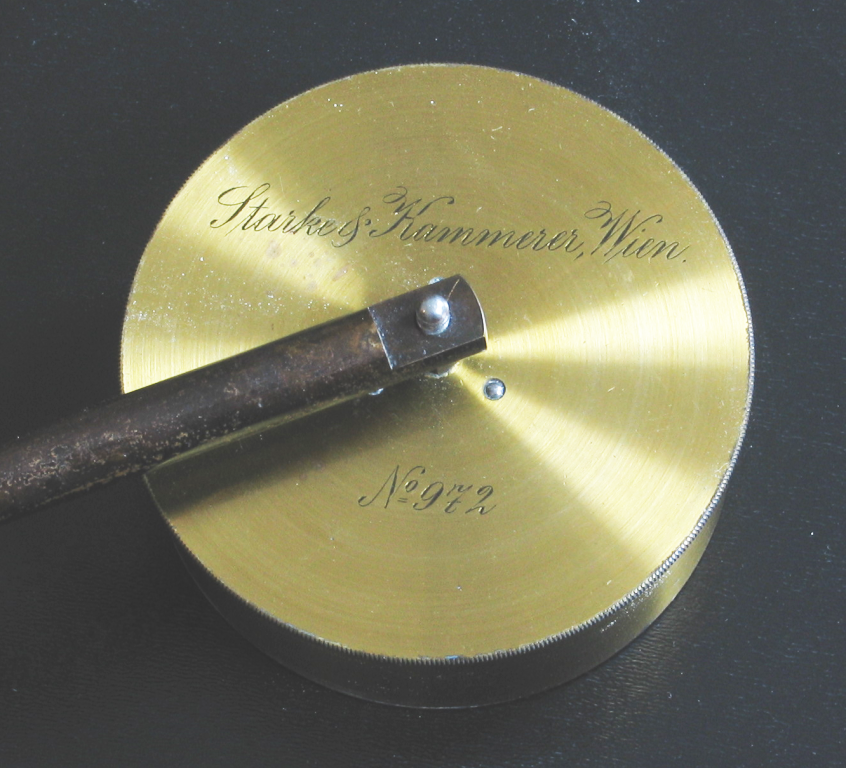 Starke & Kammerer, Wien.
No 972